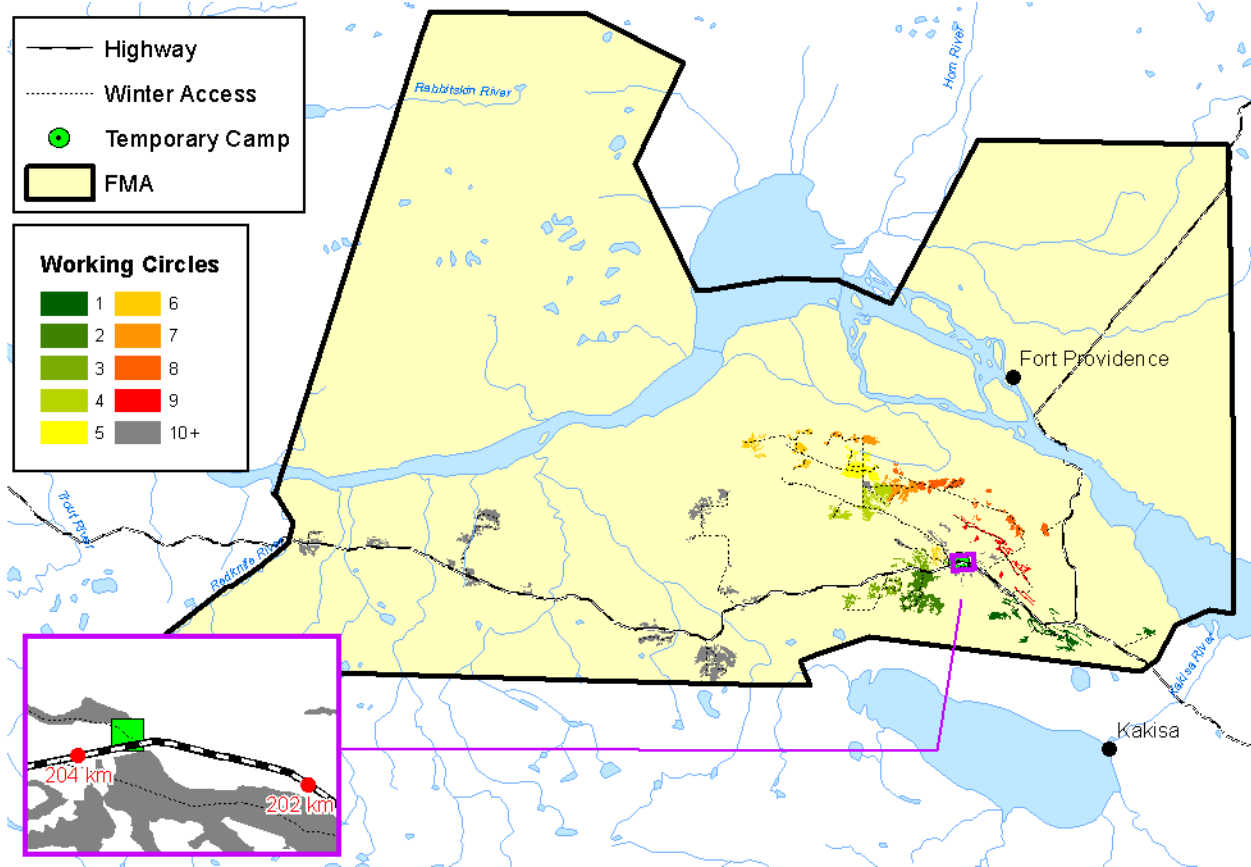 Highway
Winter Access
Temporary Camp
FMA
Working Circles
1
6
2
7
3
8
4
9
5
10+
Rabbitskin River
Horn River
Fort Providence
Trout River
Redknife River
Kakisa River
Kakisa
204 km
202 km